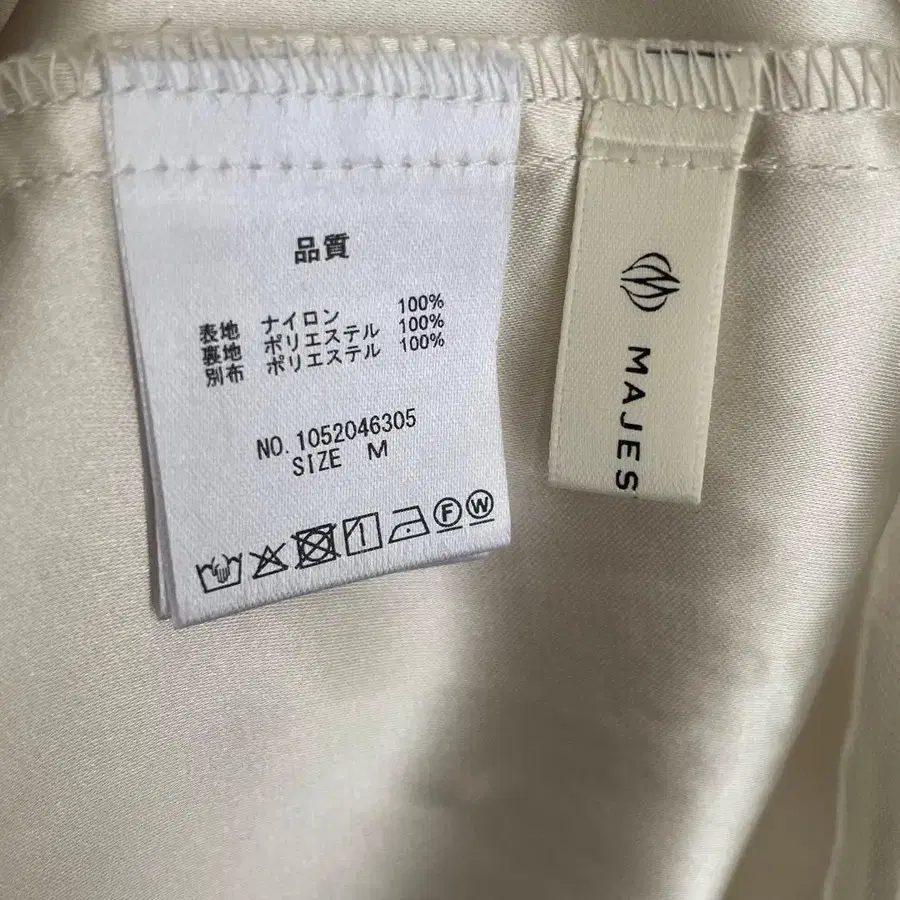 品質
表地 ナイロン 100%
裏地 ポリエステル 100%
別布 ポリエステル 100%
NO.1052046305
SIZE M
F W
MAJES